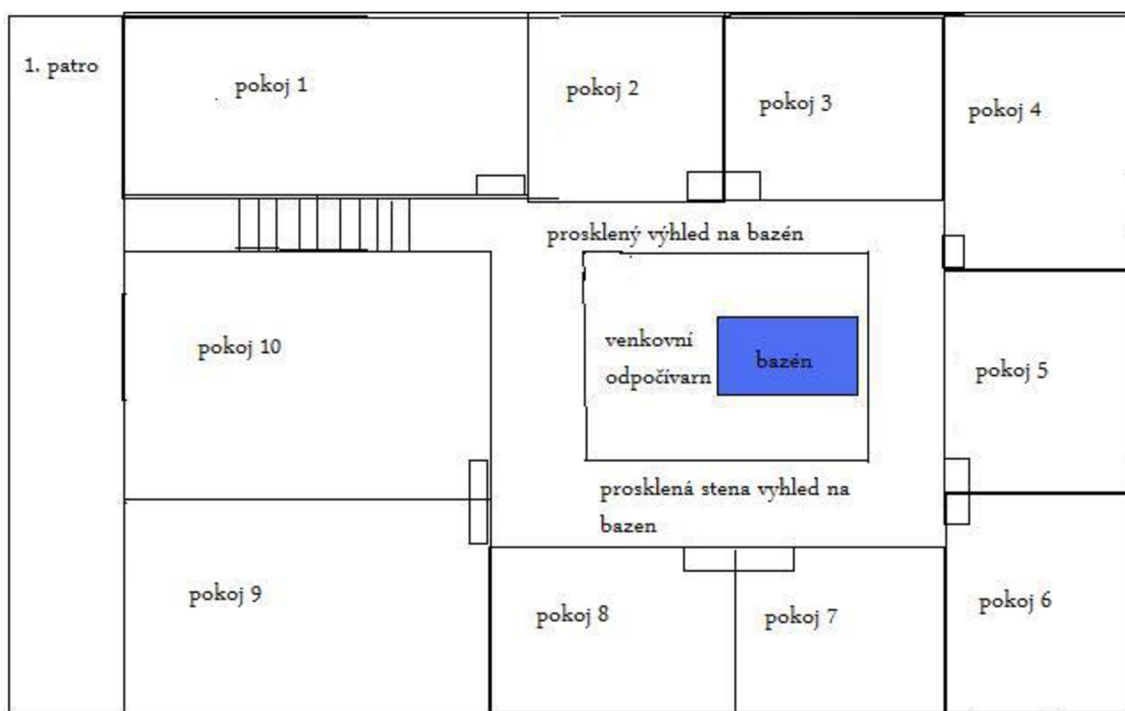 1. patro
pokoj 1
pokoj 2
pokoj 3
pokoj 4
prosklený výhled na bazén
pokoj 10
venkovní
odpočívarn
bazén
pokoj 5
prosklená stena vyhled na
bazen
pokoj 9
pokoj 8
pokoj 7
pokoj 6